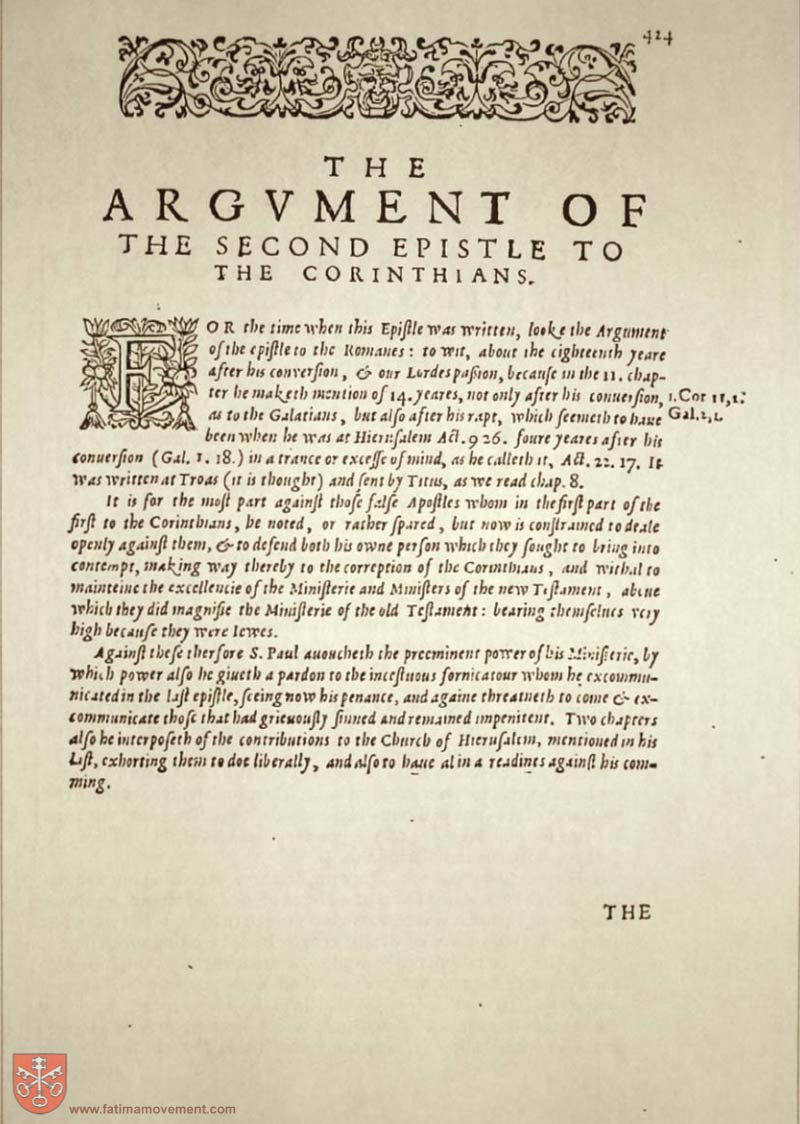 424
THE
ARGVMENT OF
THE SECOND EPISTLE TO
THE CORINTHIANS.
FOR the time when this Epiſtle was written, looke the Argument
of the epiſtle to the Romanes: to wit, about the eighteenth yeare
after his converſion, & our Lordes paſsion, becauſe in the 11. chap-
ter he maketh mention of 14. yeares, not only after his conuerſion,
1. Cor 11,1.
as to the Galatians, but also after his rapt, which ſeemeth to haue
Gal. 2, 1.
been when he was at Hieruſalem Act. 9 26. foure yeares after his
conuerſion (Gal. 1. 18.) in a trance or exceſſe of mind, as he calleth it, Act. 22. 17. It
was written at Troas (it is thought) and ſent by Titus, as we read chap. 8.
It is for the moſt part againſt thoſe falſe Apoſtles whom in the firſt part of the
firſt to the Corinthians, he noted, or rather ſpared, but now is conſtrained to deale
openly againſt them, & to defend both his owne perſon which they ſought to bring into
contempt, making way thereby to the correption of the Corinthians, and withal to
mainteine the excellencie of the Miniſterie and Miniſters of the new Teſtament, aboue
which they did magnifie the Miniſterie of the old Teſtament: bearing themſelues very
high becauſe they were Iewes.
Againſt theſe therfore S. Paul auoucheth the preeminent power of his Miniſterie, by
which power alſo he giueth a pardon to the inceſtuous fornicatour whom he excommu-
nicated in the laſt epiſtle, ſeeing now his penance, and againe threatneth to come & ex-
communicate thoſe that had grieuouſly ſinned and remained impenitent. Two chapters
alſo he interpoſeth of the contributions to the Church of Hieruſalem, mentioned in his
Laſt, exhorting them to doe liberally, and alſo to haue al in a readines againſt his com-
ming.
THE
www.fatimamovement.com